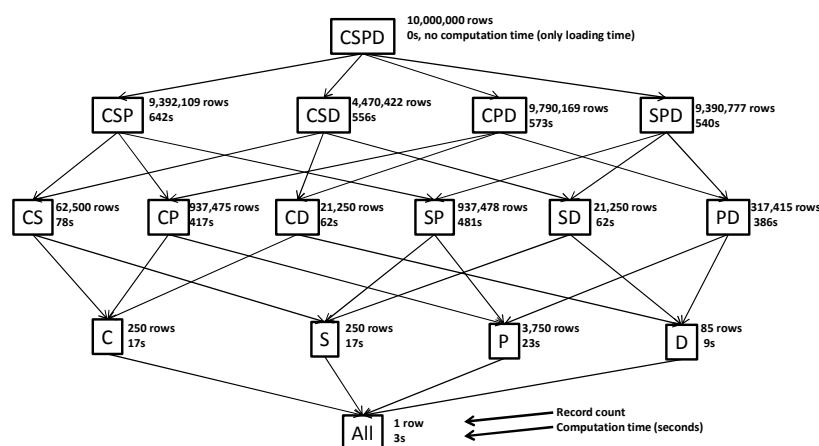 CSPD
10,000,000 rows
0s, no computation time (only loading time)
CSP
9,392,109 rows
642s
CSD
4,470,422 rows
556s
CPD
9,790,169 rows
573s
SPD
9,390,777 rows
540s
CS
62,500 rows
78s
CP
937,475 rows
417s
CD
21,250 rows
62s
SP
937,478 rows
481s
SD
21,250 rows
62s
PD
317,415 rows
386s
C
250 rows
17s
S
250 rows
17s
P
3,750 rows
23s
D
85 rows
9s
All
1 row
3s
Record count
Computation time (seconds)